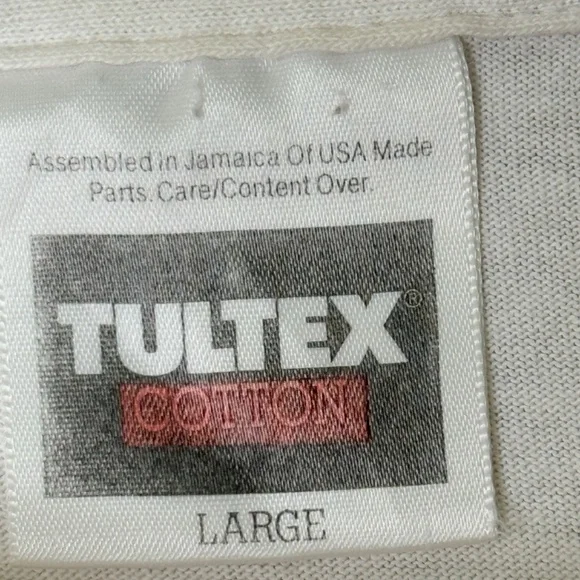 Assembled In Jamaica Of USA Made
Parts. Care/Content Over.
TULTEX®
COTTON
LARGE